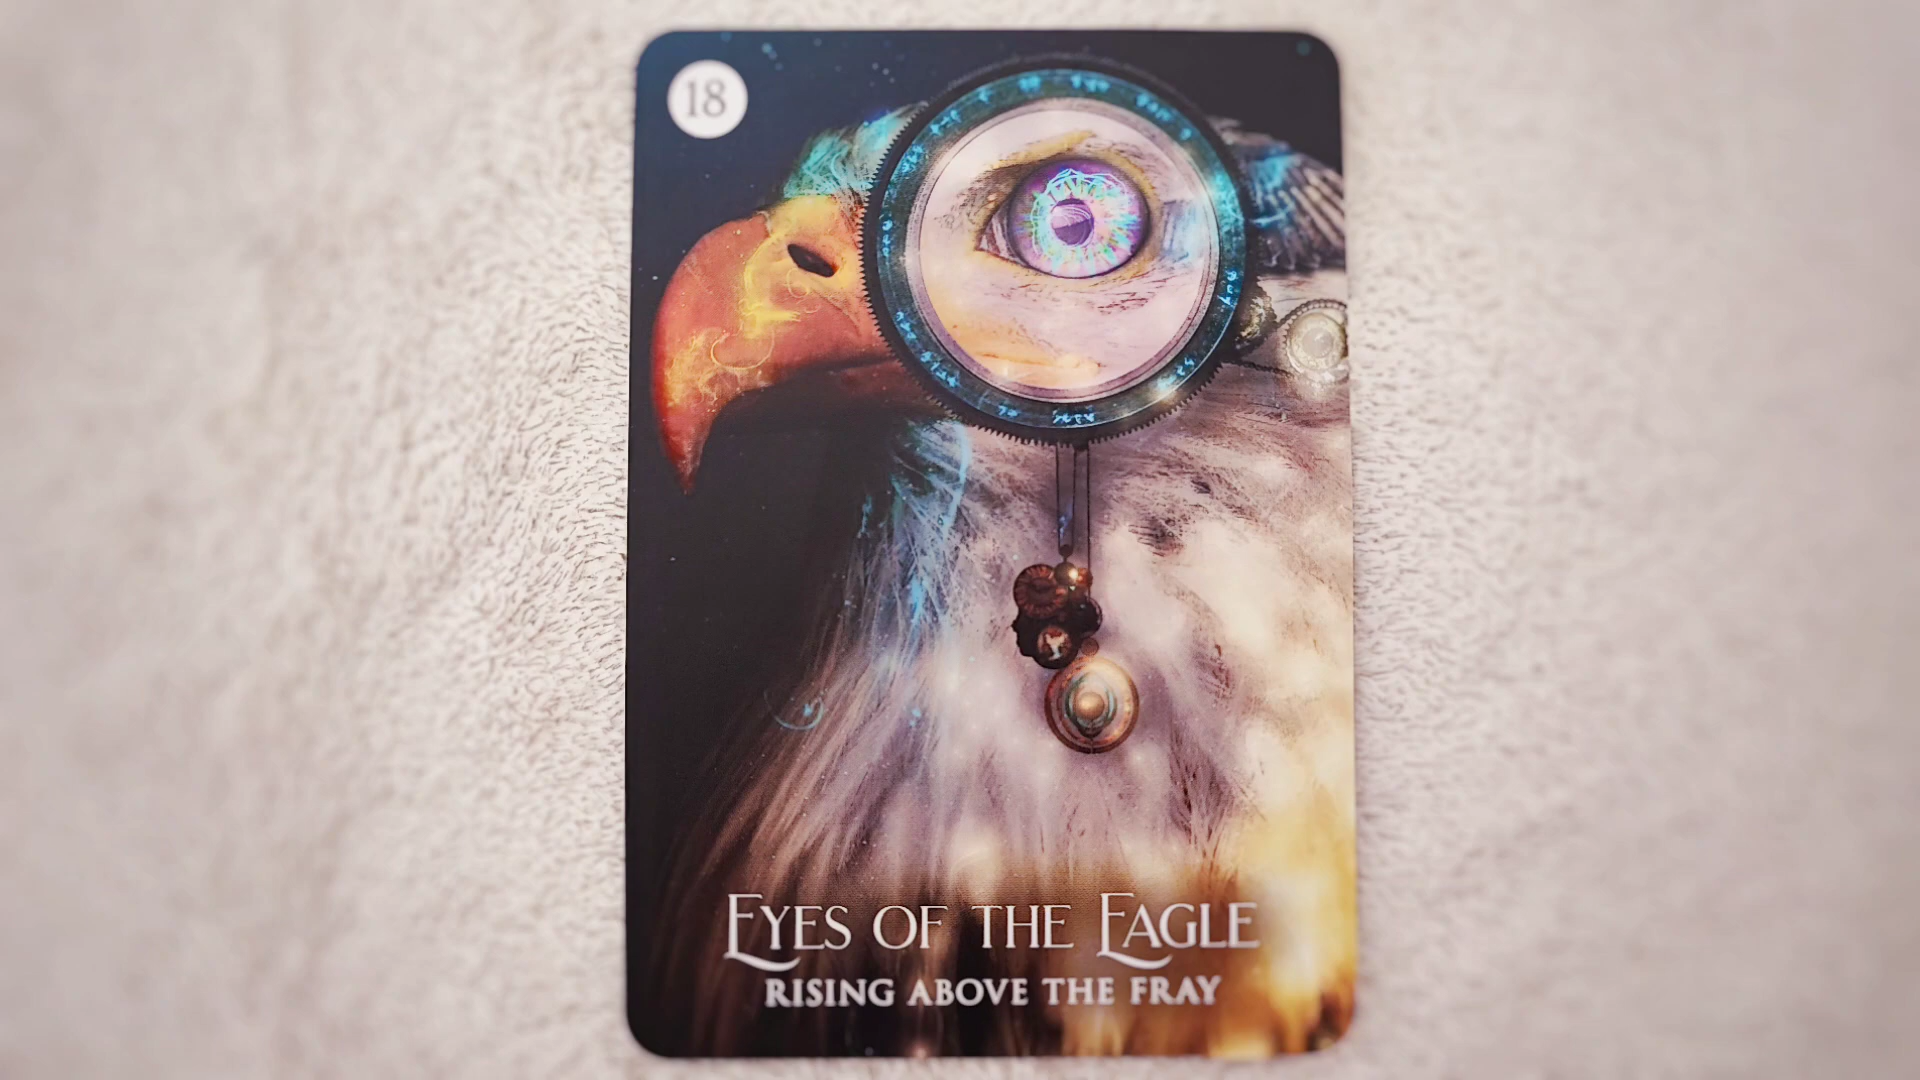 18
EYES OF THE EAGLE
RISING ABOVE THE FRAY